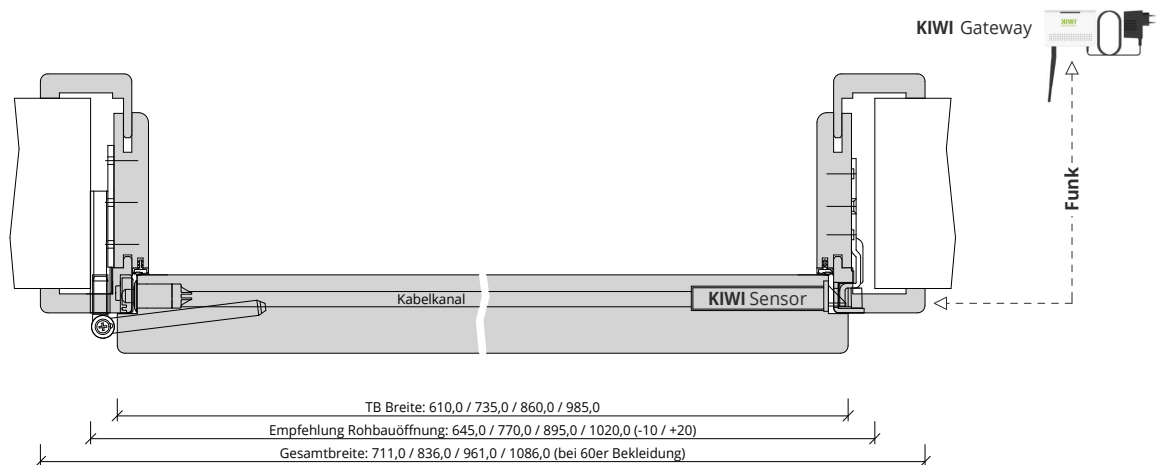 KIWI Gateway
KIWI
Funk
Kabelkanal
KIWI Sensor
TB Breite: 610,0 / 735,0 / 860,0 / 985,0
Empfehlung Rohbauöffnung: 645,0 / 770,0 / 895,0 / 1020,0 (-10 / +20)
Gesamtbreite: 711,0 / 836,0 / 961,0 / 1086,0 (bei 60er Bekleidung)